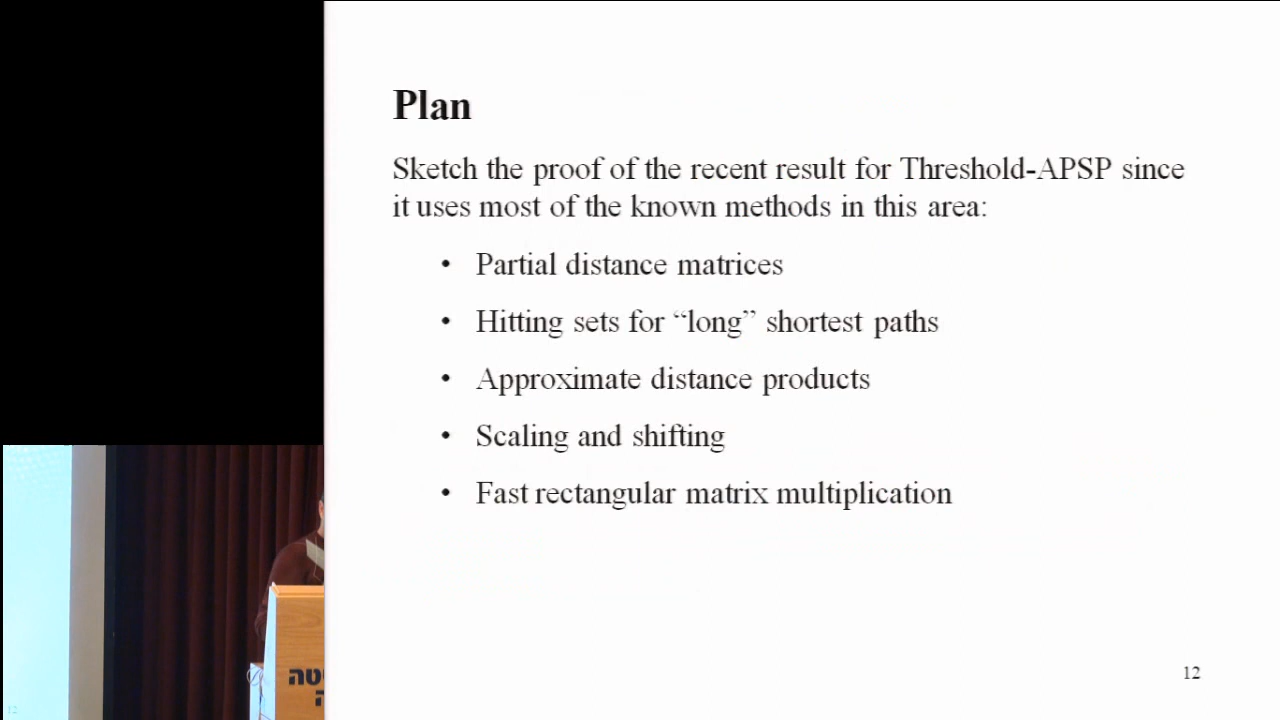 Plan
Sketch the proof of the recent result for Threshold-APSP since
it uses most of the known methods in this area:
• Partial distance matrices
• Hitting sets for “long” shortest paths
• Approximate distance products
• Scaling and shifting
• Fast rectangular matrix multiplication
12
12